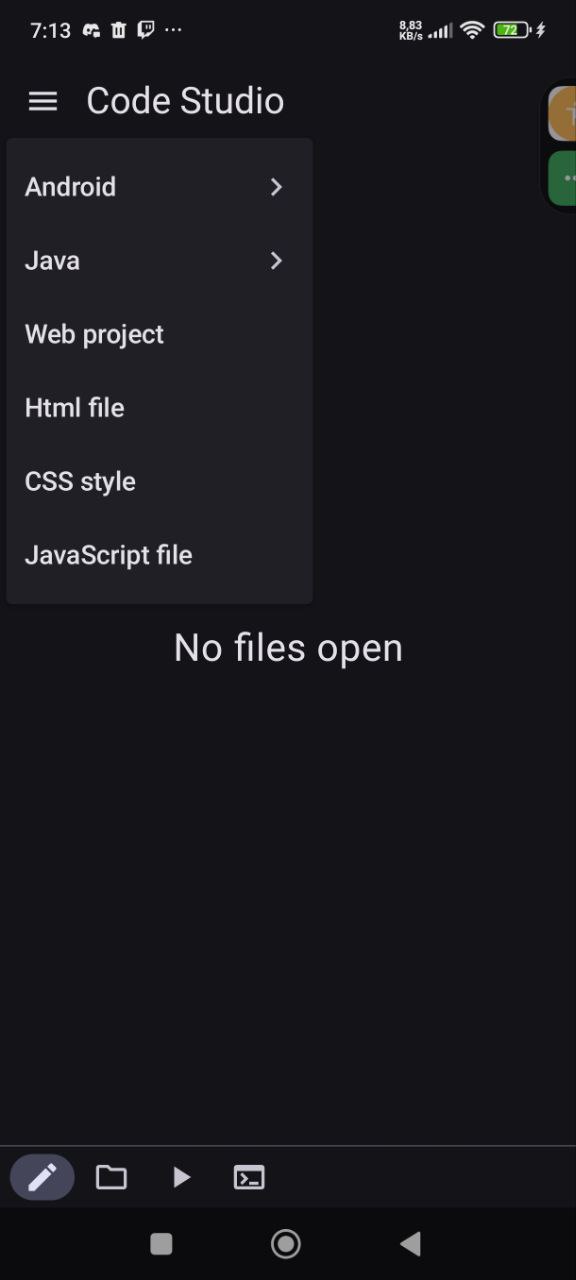 7:13
8,83
KB/s
72
Code Studio
Android
Java
Web project
Html file
CSS style
JavaScript file
No files open